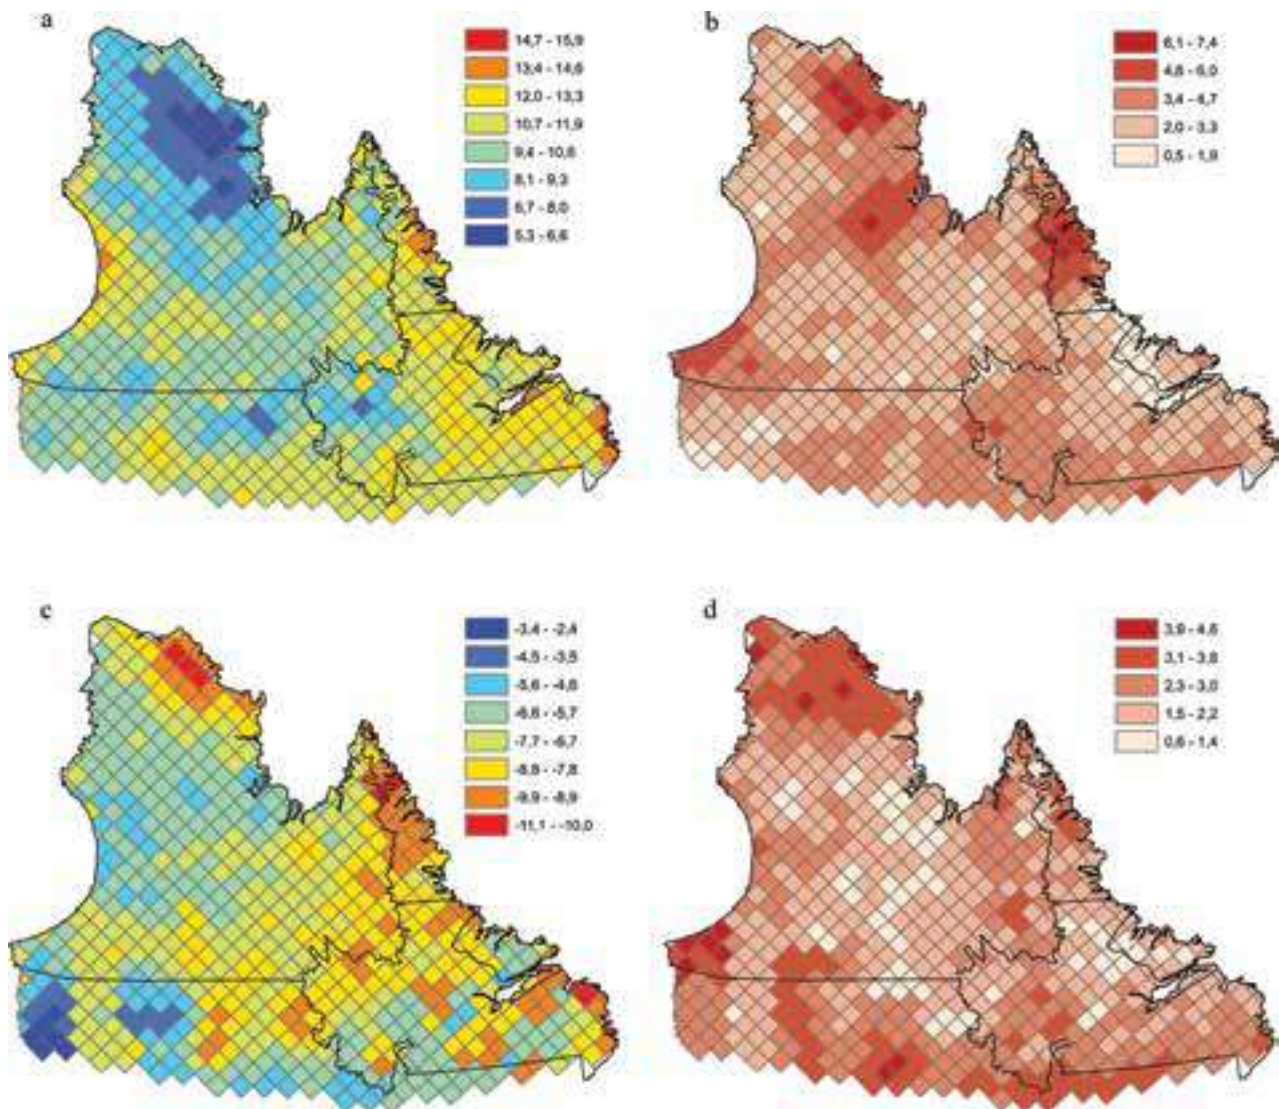 a
14,7 - 15,9
13,4 - 14,6
12,0 - 13,3
10,7 - 11,9
9,4 - 10,6
8,1 - 9,3
6,7 - 8,0
5,3 - 6,6
b
6,1 - 7,4
4,8 - 6,0
3,4 - 4,7
2,0 - 3,3
0,5 - 1,9
c
-3,4 - -2,4
-4,5 - -3,5
-5,6 - -4,6
-6,6 - -5,7
-7,7 - -6,7
-8,8 - -7,8
-9,9 - -8,9
-11,1 - -10,0
d
3,9 - 4,6
3,1 - 3,8
2,3 - 3,0
1,5 - 2,2
0,6 - 1,4